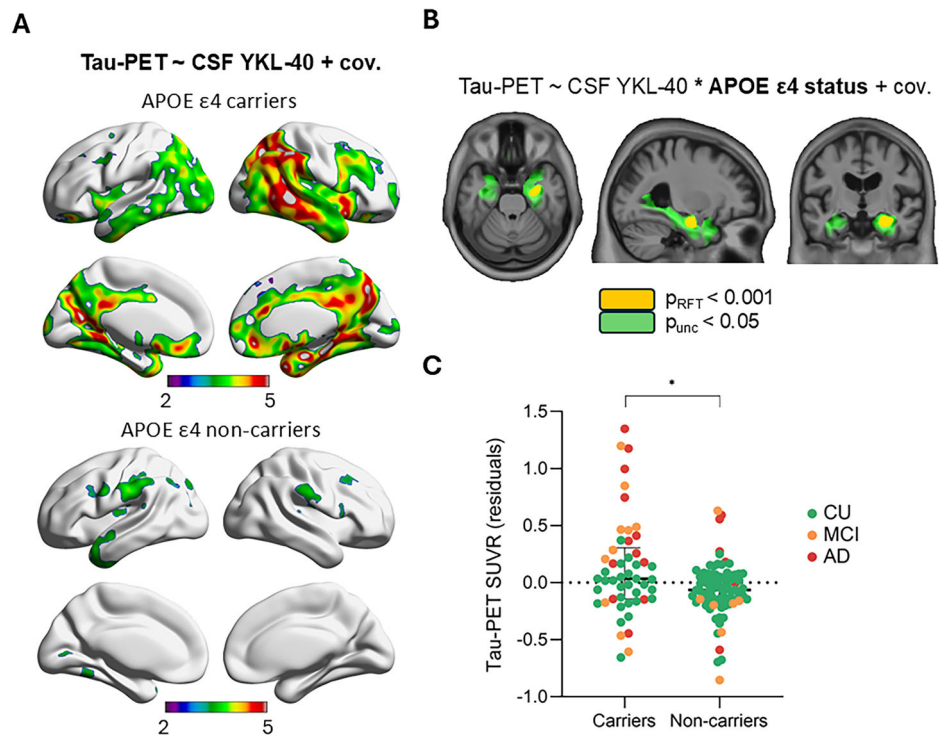 A
Tau-PET ~ CSF YKL-40 + cov.
APOE ε4 carriers
2 5
APOE ε4 non-carriers
2 5
B
Tau-PET ~ CSF YKL-40 * APOE ε4 status + cov.
pRFT < 0.001
punc < 0.05
C
*
Tau-PET SUVR (residuals)
1.5
1.0
0.5
0.0
-0.5
-1.0
Carriers Non-carriers
CU
MCI
AD